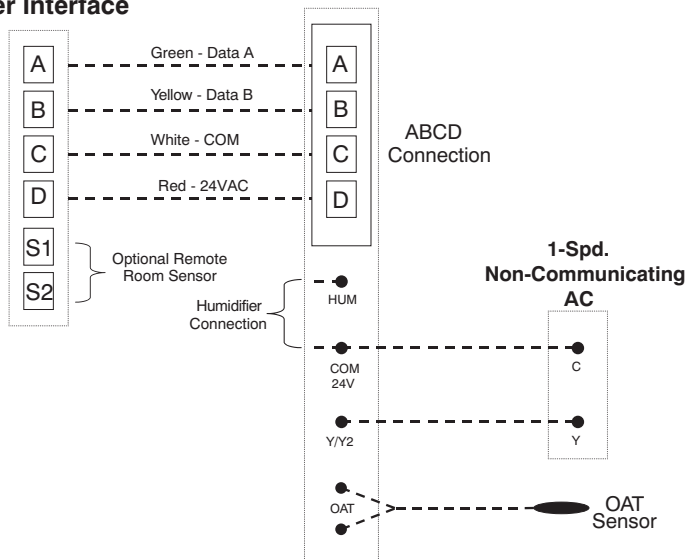 er Interface
A
Green - Data A
A
B
Yellow - Data B
B
C
White - COM
C
D
Red - 24VAC
D
ABCD
Connection
S1
S2
Optional Remote
Room Sensor
Humidifier
Connection
HUM
COM
24V
Y/Y2
OAT
1-Spd.
Non-Communicating
AC
C
Y
OAT
Sensor